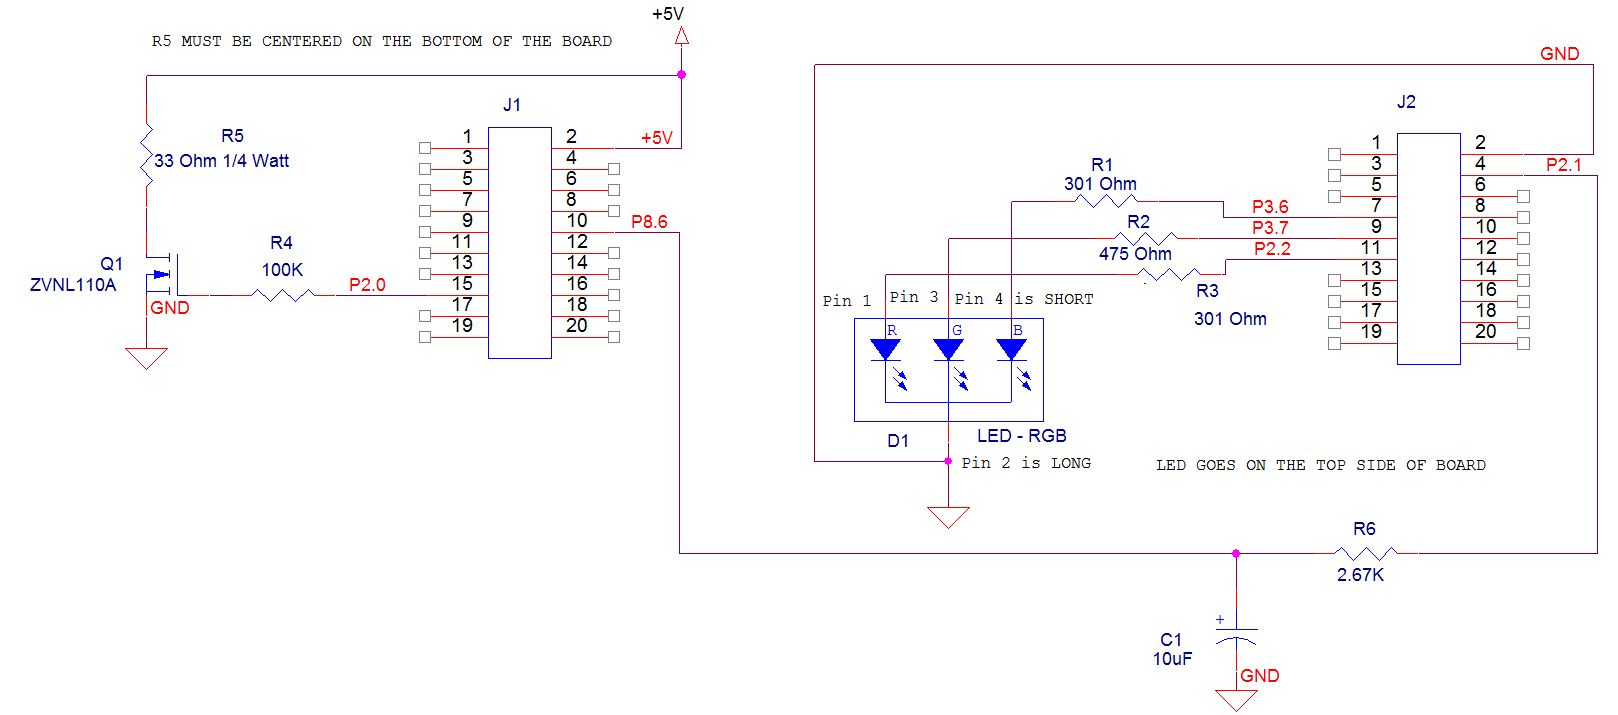 +5V
R5 MUST BE CENTERED ON THE BOTTOM OF THE BOARD
R5
33 Ohm 1/4 Watt
Q1
ZVNL110A
GND
R4
100K
P2.0
J1
1 2
3 4
5 6
7 8
9 10
11 12
13 14
15 16
17 18
19 20
+5V
P8.6
GND
J2
1 2
3 4
5 6
7 8
9 10
11 12
13 14
15 16
17 18
19 20
P2.1
R1
301 Ohm
P3.6
R2
475 Ohm
P3.7
P2.2
R3
301 Ohm
Pin 1 Pin 3 Pin 4 is SHORT
R G B
D1 LED - RGB
Pin 2 is LONG
LED GOES ON THE TOP SIDE OF BOARD
R6
2.67K
+
C1
10uF
GND